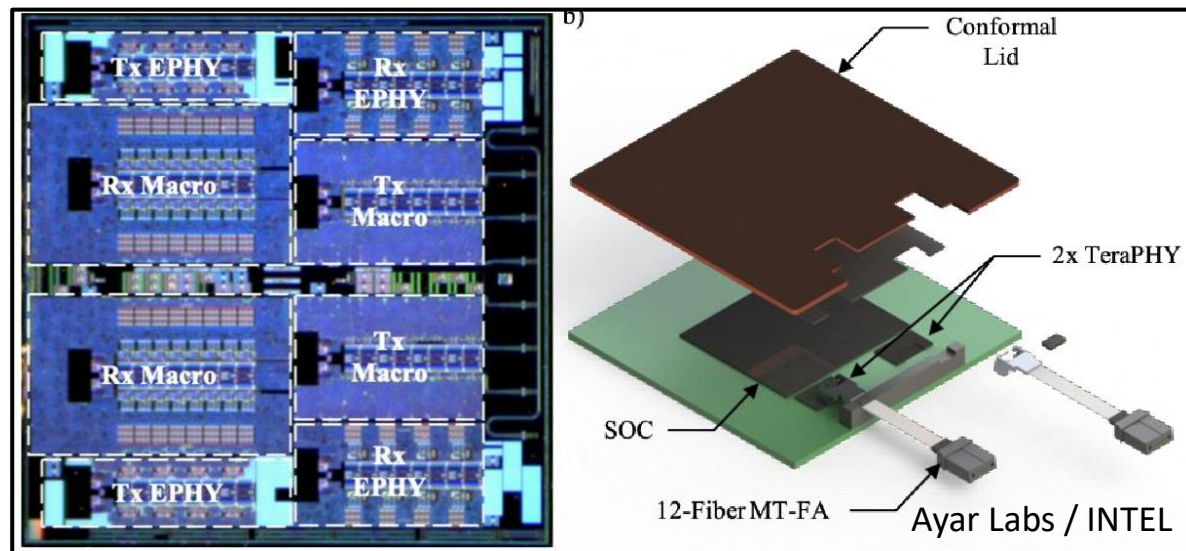 Tx EPHY
Rx
EPHY
Rx Macro
Tx
Macro
Rx Macro
Tx
Macro
Tx EPHY
Rx
EPHY
b)
Conformal
Lid
2x TeraPHY
SOC
12-Fiber MT-FA
Ayar Labs / INTEL